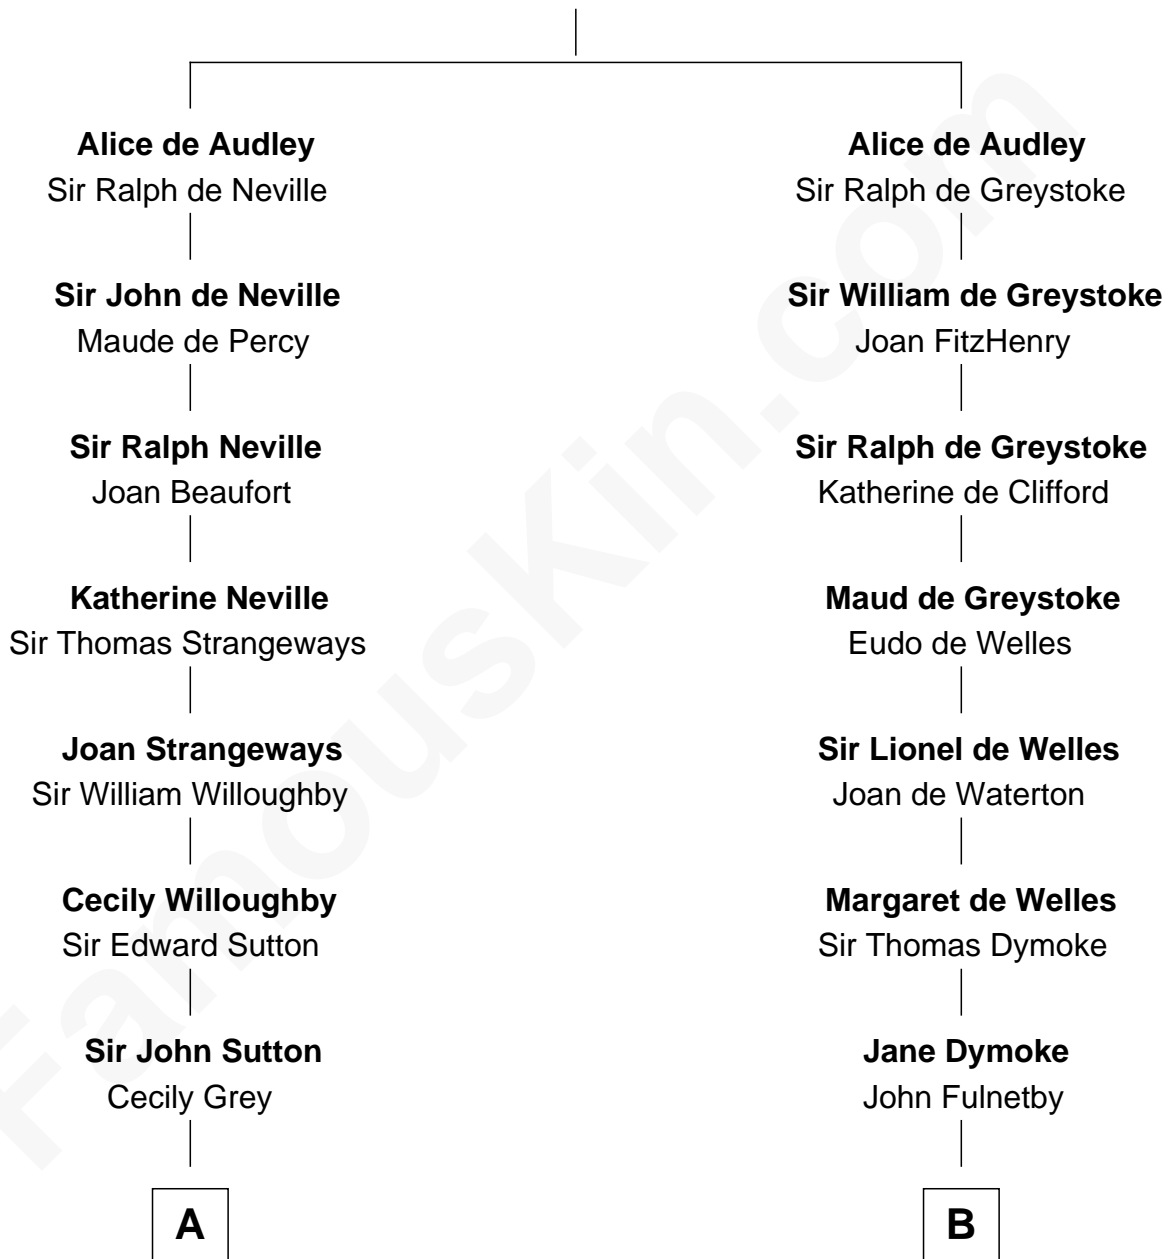 Alice de Audley
Sir Ralph de Neville
Sir John de Neville
Maude de Percy
Sir Ralph Neville
Joan Beaufort
Katherine Neville
Sir Thomas Strangeways
Joan Strangeways
Sir William Willoughby
Cecily Willoughby
Sir Edward Sutton
Sir John Sutton
Cecily Grey
A
Alice de Audley
Sir Ralph de Greystoke
Sir William de Greystoke
Joan FitzHenry
Sir Ralph de Greystoke
Katherine de Clifford
Maud de Greystoke
Eudo de Welles
Sir Lionel de Welles
Joan de Waterton
Margaret de Welles
Sir Thomas Dymoke
Jane Dymoke
John Fulnetby
B
FamousKin.com